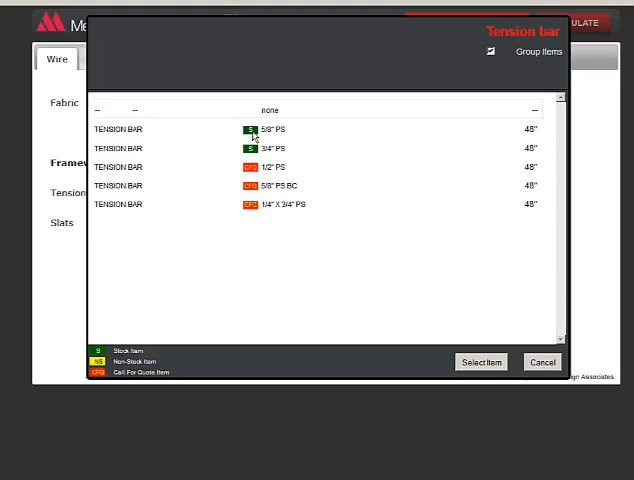 Me
ULATE
Tension bar
Group Items
Wire
Fabric
Framew
Tension
Slats
-- -- none --
TENSION BAR S 5/8" PS 48"
TENSION BAR S 3/4" PS 48"
TENSION BAR CFQ 1/2" PS 48"
TENSION BAR CFQ 5/8" PS BC 48"
TENSION BAR CFQ 1/4" X 3/4" PS 48"
S Stock Item
NS Non-Stock Item
CFQ Call For Quote Item
Select Item
Cancel
ign Associates